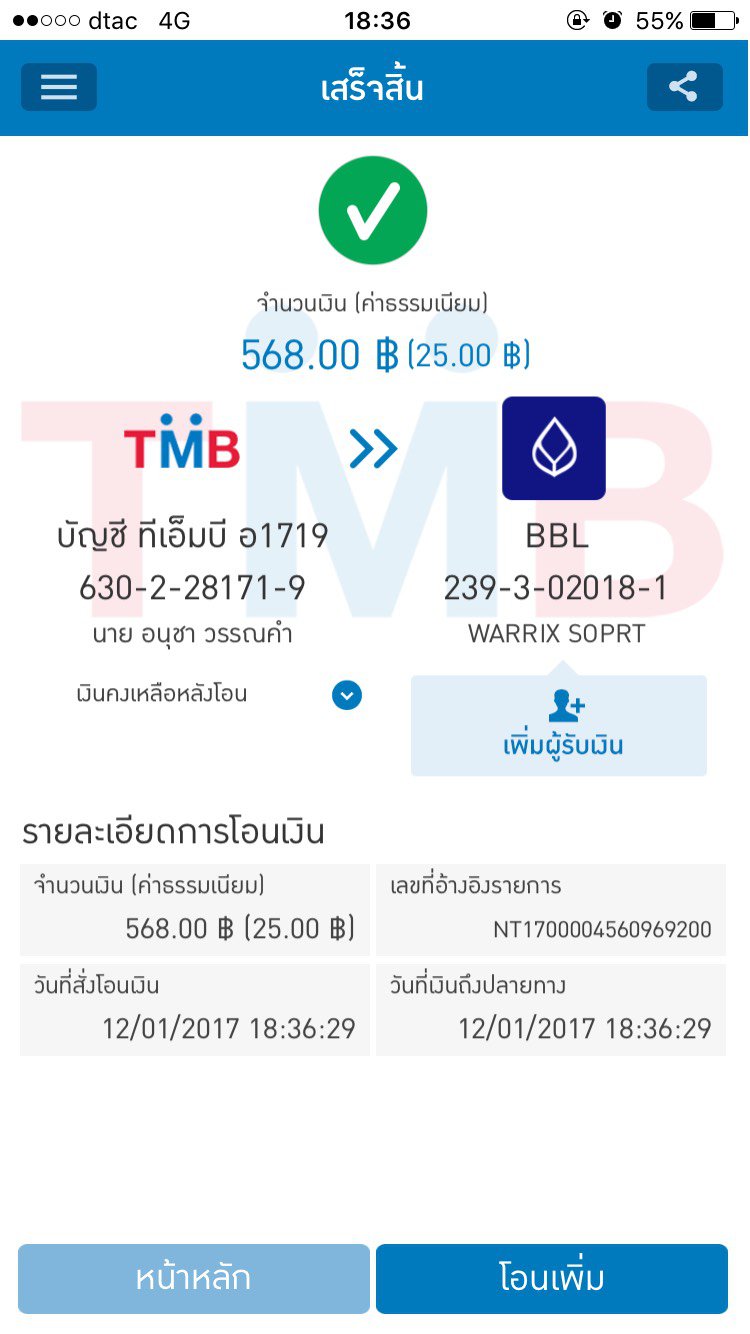 dtac 4G 18:36 55%
เสร็จสิ้น
จำนวนเงิน (ค่าธรรมเนียม)
568.00 ฿ (25.00 ฿)
TMB
บัญชี ทีเอ็มบี อ1719
630-2-28171-9
นาย อนุชา วรรณคำ
เงินคงเหลือหลังโอน
BBL
239-3-02018-1
WARRIX SOPRT
เพิ่มผู้รับเงิน
รายละเอียดการโอนเงิน
จำนวนเงิน (ค่าธรรมเนียม)
568.00 ฿ (25.00 ฿)
เลขที่อ้างอิงรายการ
NT1700004560969200
วันที่สั่งโอนเงิน
12/01/2017 18:36:29
วันที่เงินถึงปลายทาง
12/01/2017 18:36:29
หน้าหลัก
โอนเพิ่ม